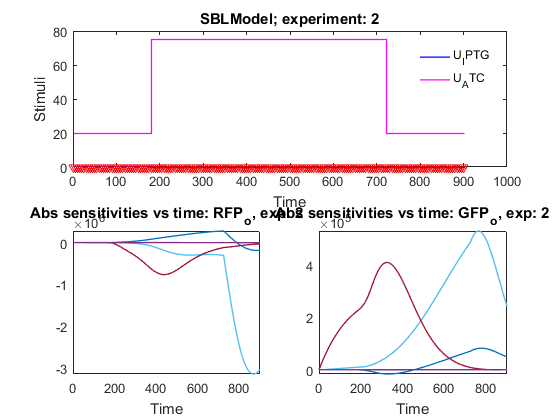 SBLModel; experiment: 2
80
60
40
20
0
Stimuli
U_IPTG
U_ATC
0 100 200 300 400 500 600 700 800 900 1000
Time
Abs sensitivities vs time: RFP_o, exp: 2
Abs sensitivities vs time: GFP_o, exp: 2
0
-1
-2
-3
0 200 400 600 800
Time
4
2
0
0 200 400 600 800
Time